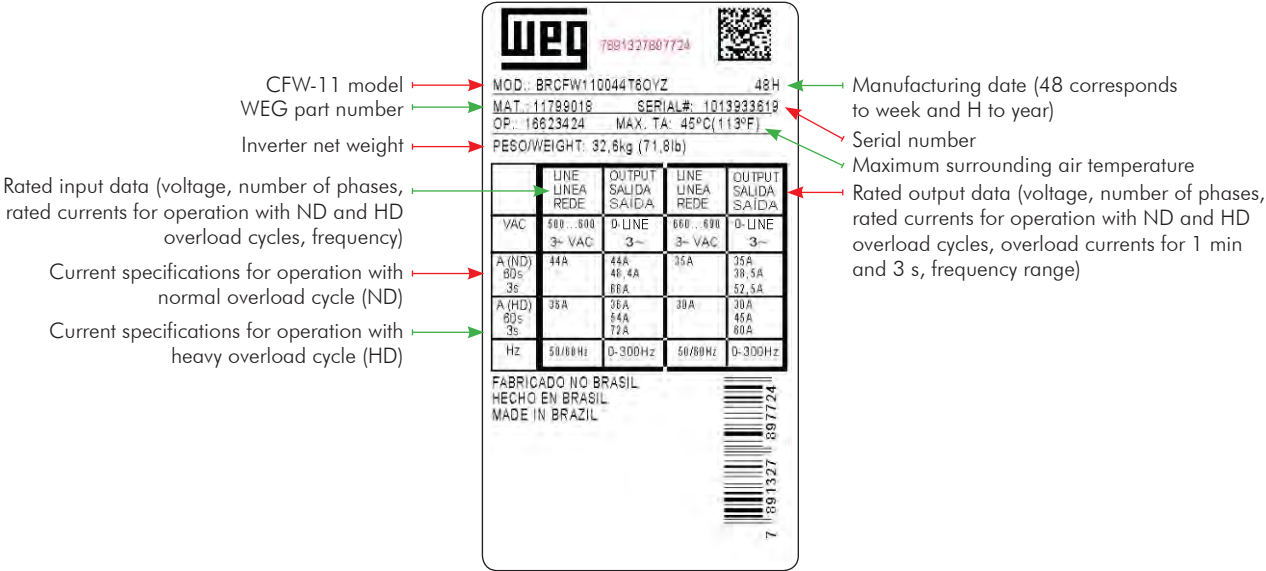 weg
7891327807724
CFW-11 model
WEG part number
Inverter net weight
Rated input data (voltage, number of phases,
rated currents for operation with ND and HD
overload cycles, frequency)
Current specifications for operation with
normal overload cycle (ND)
Current specifications for operation with
heavy overload cycle (HD)
MOD.: BRCFW110044T6OYZ 48H
MAT.: 11799018 SERIAL#: 1013933619
OP.: 16623424 MAX. TA: 45ºC(113ºF)
PESO/WEIGHT: 32,6kg (71,8lb)
LINE OUTPUT LINE OUTPUT
LINEA SALIDA LINEA SALIDA
REDE SAÍDA REDE SAÍDA
VAC 500...600 0-LINE 660...690 0-LINE
3~ VAC 3~ 3~ VAC 3~
A (ND) 44A 44A 35A 35A
60s 48,4A 38,5A
3s 66A 52,5A
A (HD) 36A 36A 30A 30A
60s 54A 45A
3s 72A 60A
Hz 50/60Hz 0-300Hz 50/60Hz 0-300Hz
FABRICADO NO BRASIL
HECHO EN BRASIL
MADE IN BRAZIL
7 891327 897724
Manufacturing date (48 corresponds
to week and H to year)
Serial number
Maximum surrounding air temperature
Rated output data (voltage, number of phases,
rated currents for operation with ND and HD
overload cycles, overload currents for 1 min
and 3 s, frequency range)